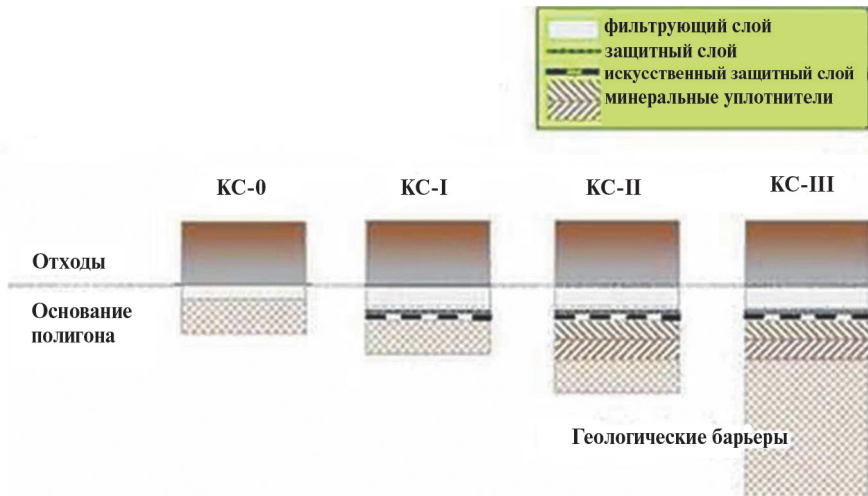 фильтрующий слой
защитный слой
искусственный защитный слой
минеральные уплотнители
КС-0
КС-I
КС-II
КС-III
Отходы
Основание
полигона
Геологические барьеры